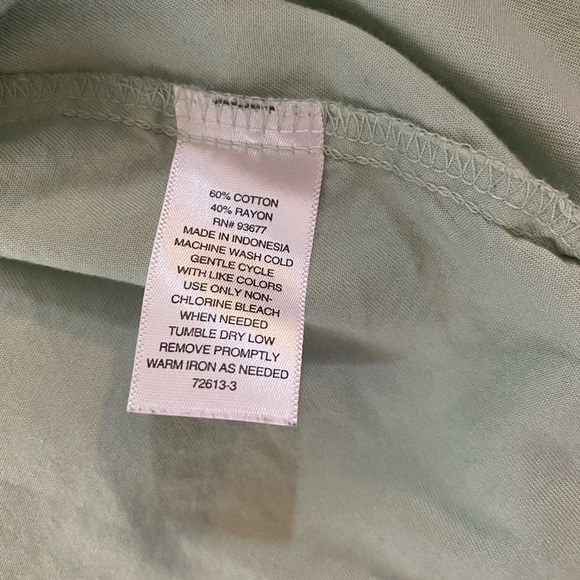 60% COTTON
40% RAYON
RN# 93677
MADE IN INDONESIA
MACHINE WASH COLD
GENTLE CYCLE
WITH LIKE COLORS
USE ONLY NON-
CHLORINE BLEACH
WHEN NEEDED
TUMBLE DRY LOW
REMOVE PROMPTLY
WARM IRON AS NEEDED
72613-3